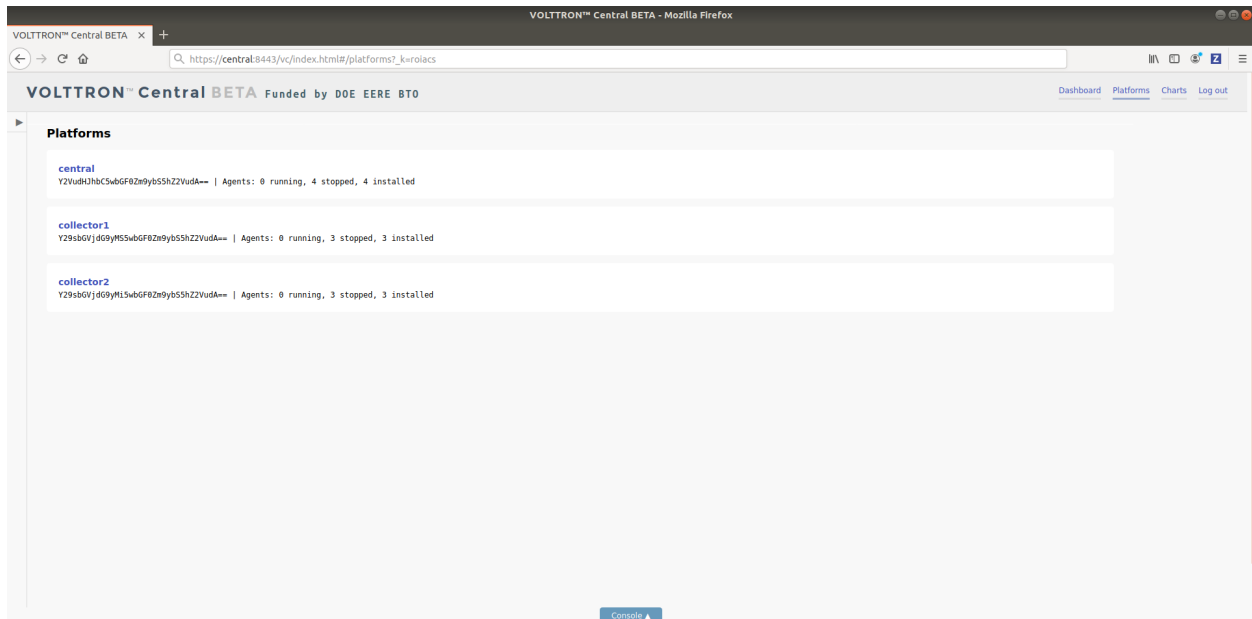 VOLTTRON™ Central BETA - Mozilla Firefox
VOLTTRON™ Central BETA
https://central:8443/vc/index.html#/platforms?_k=roiacs
VOLTTRON™ Central BETA Funded by DOE EERE BTO
Dashboard Platforms Charts Log out
Platforms
central
Y2VudHJhbC5wbGF0Zm9ybS5hZ2VudA== | Agents: 0 running, 4 stopped, 4 installed
collector1
Y29sbGVjdG9yMS5wbGF0Zm9ybS5hZ2VudA== | Agents: 0 running, 3 stopped, 3 installed
collector2
Y29sbGVjdG9yMi5wbGF0Zm9ybS5hZ2VudA== | Agents: 0 running, 3 stopped, 3 installed
Console ▲